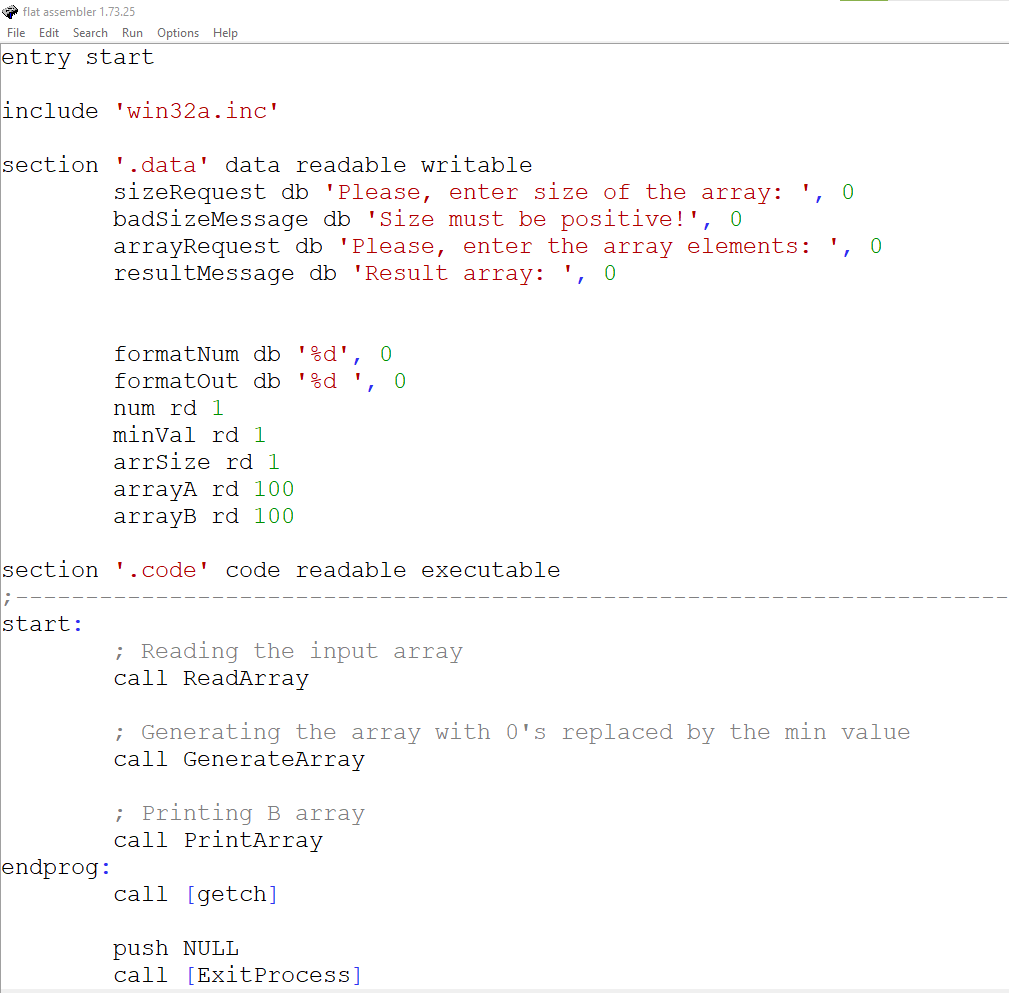 flat assembler 1.73.25
File Edit Search Run Options Help
entry start
include 'win32a.inc'
section '.data' data readable writable
sizeRequest db 'Please, enter size of the array: ', 0
badSizeMessage db 'Size must be positive!', 0
arrayRequest db 'Please, enter the array elements: ', 0
resultMessage db 'Result array: ', 0
formatNum db '%d', 0
formatOut db '%d ', 0
num rd 1
minVal rd 1
arrSize rd 1
arrayA rd 100
arrayB rd 100
section '.code' code readable executable
;-----------------------------------------------------------------------
start:
; Reading the input array
call ReadArray
; Generating the array with 0's replaced by the min value
call GenerateArray
; Printing B array
call PrintArray
endprog:
call [getch]
push NULL
call [ExitProcess]